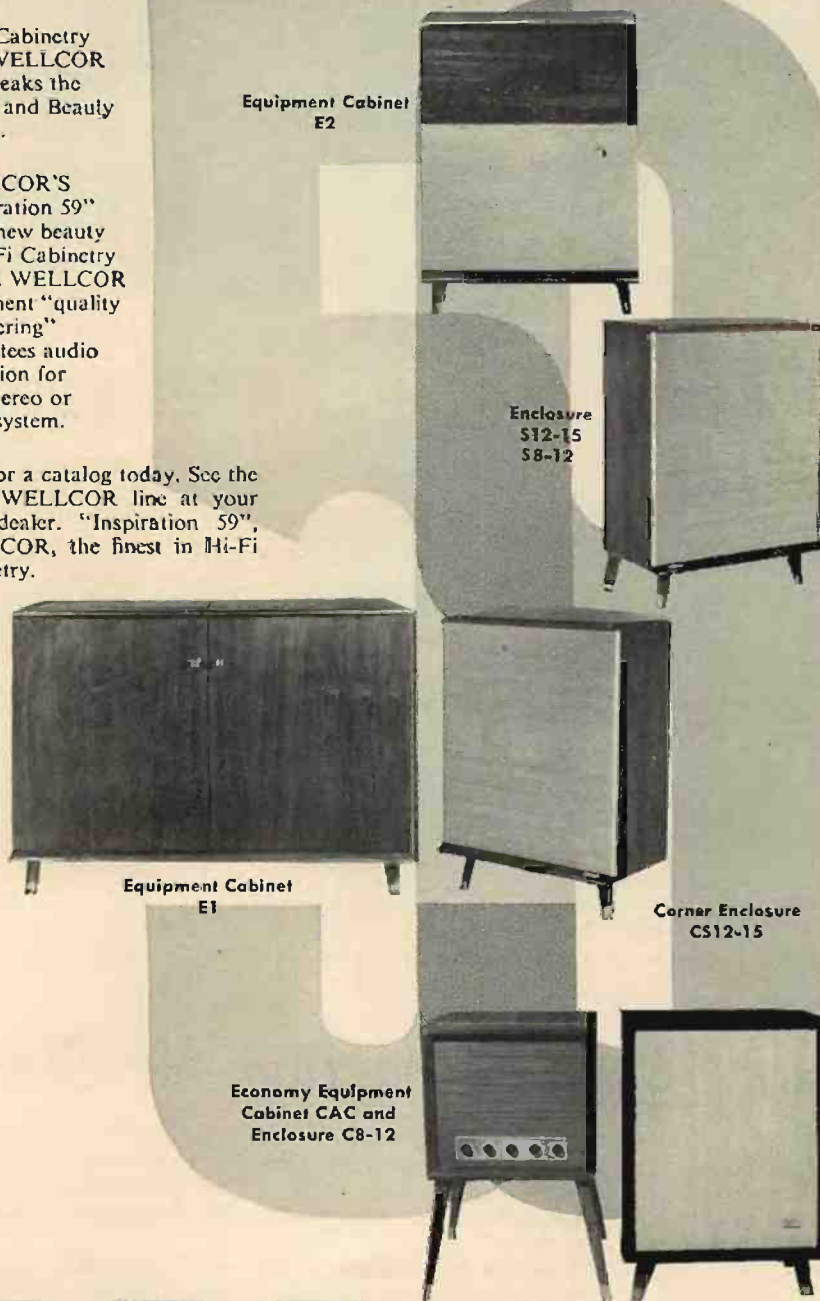 Cabinetry
WELLCOR
eaks the
and Beauty
.
COR'S
ration 59"
new beauty
Fi Cabinetry
. WELLCOR
nent "quality
ering"
tees audio
ion for
ereo or
system.
or a catalog today. See the
WELLCOR line at your
dealer. "Inspiration 59",
COR, the finest in Hi-Fi
etry.
Equipment Cabinet
E2
Enclosure
S12-15
S8-12
Equipment Cabinet
E1
Corner Enclosure
CS12-15
Economy Equipment
Cabinet CAC and
Enclosure C8-12